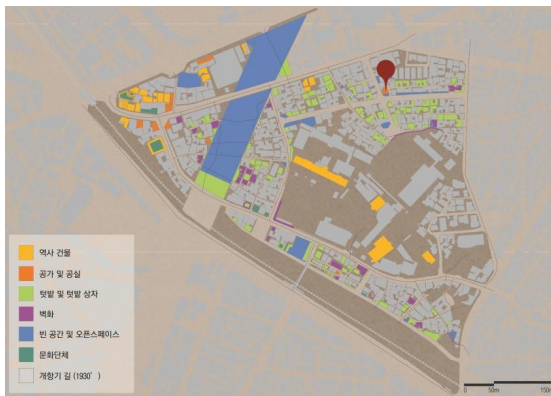 역사 건물
공가 및 공실
텃밭 및 텃밭 상자
벽화
빈 공간 및 오픈스페이스
문화단체
개항기 길 (1930')
0 50m 150m